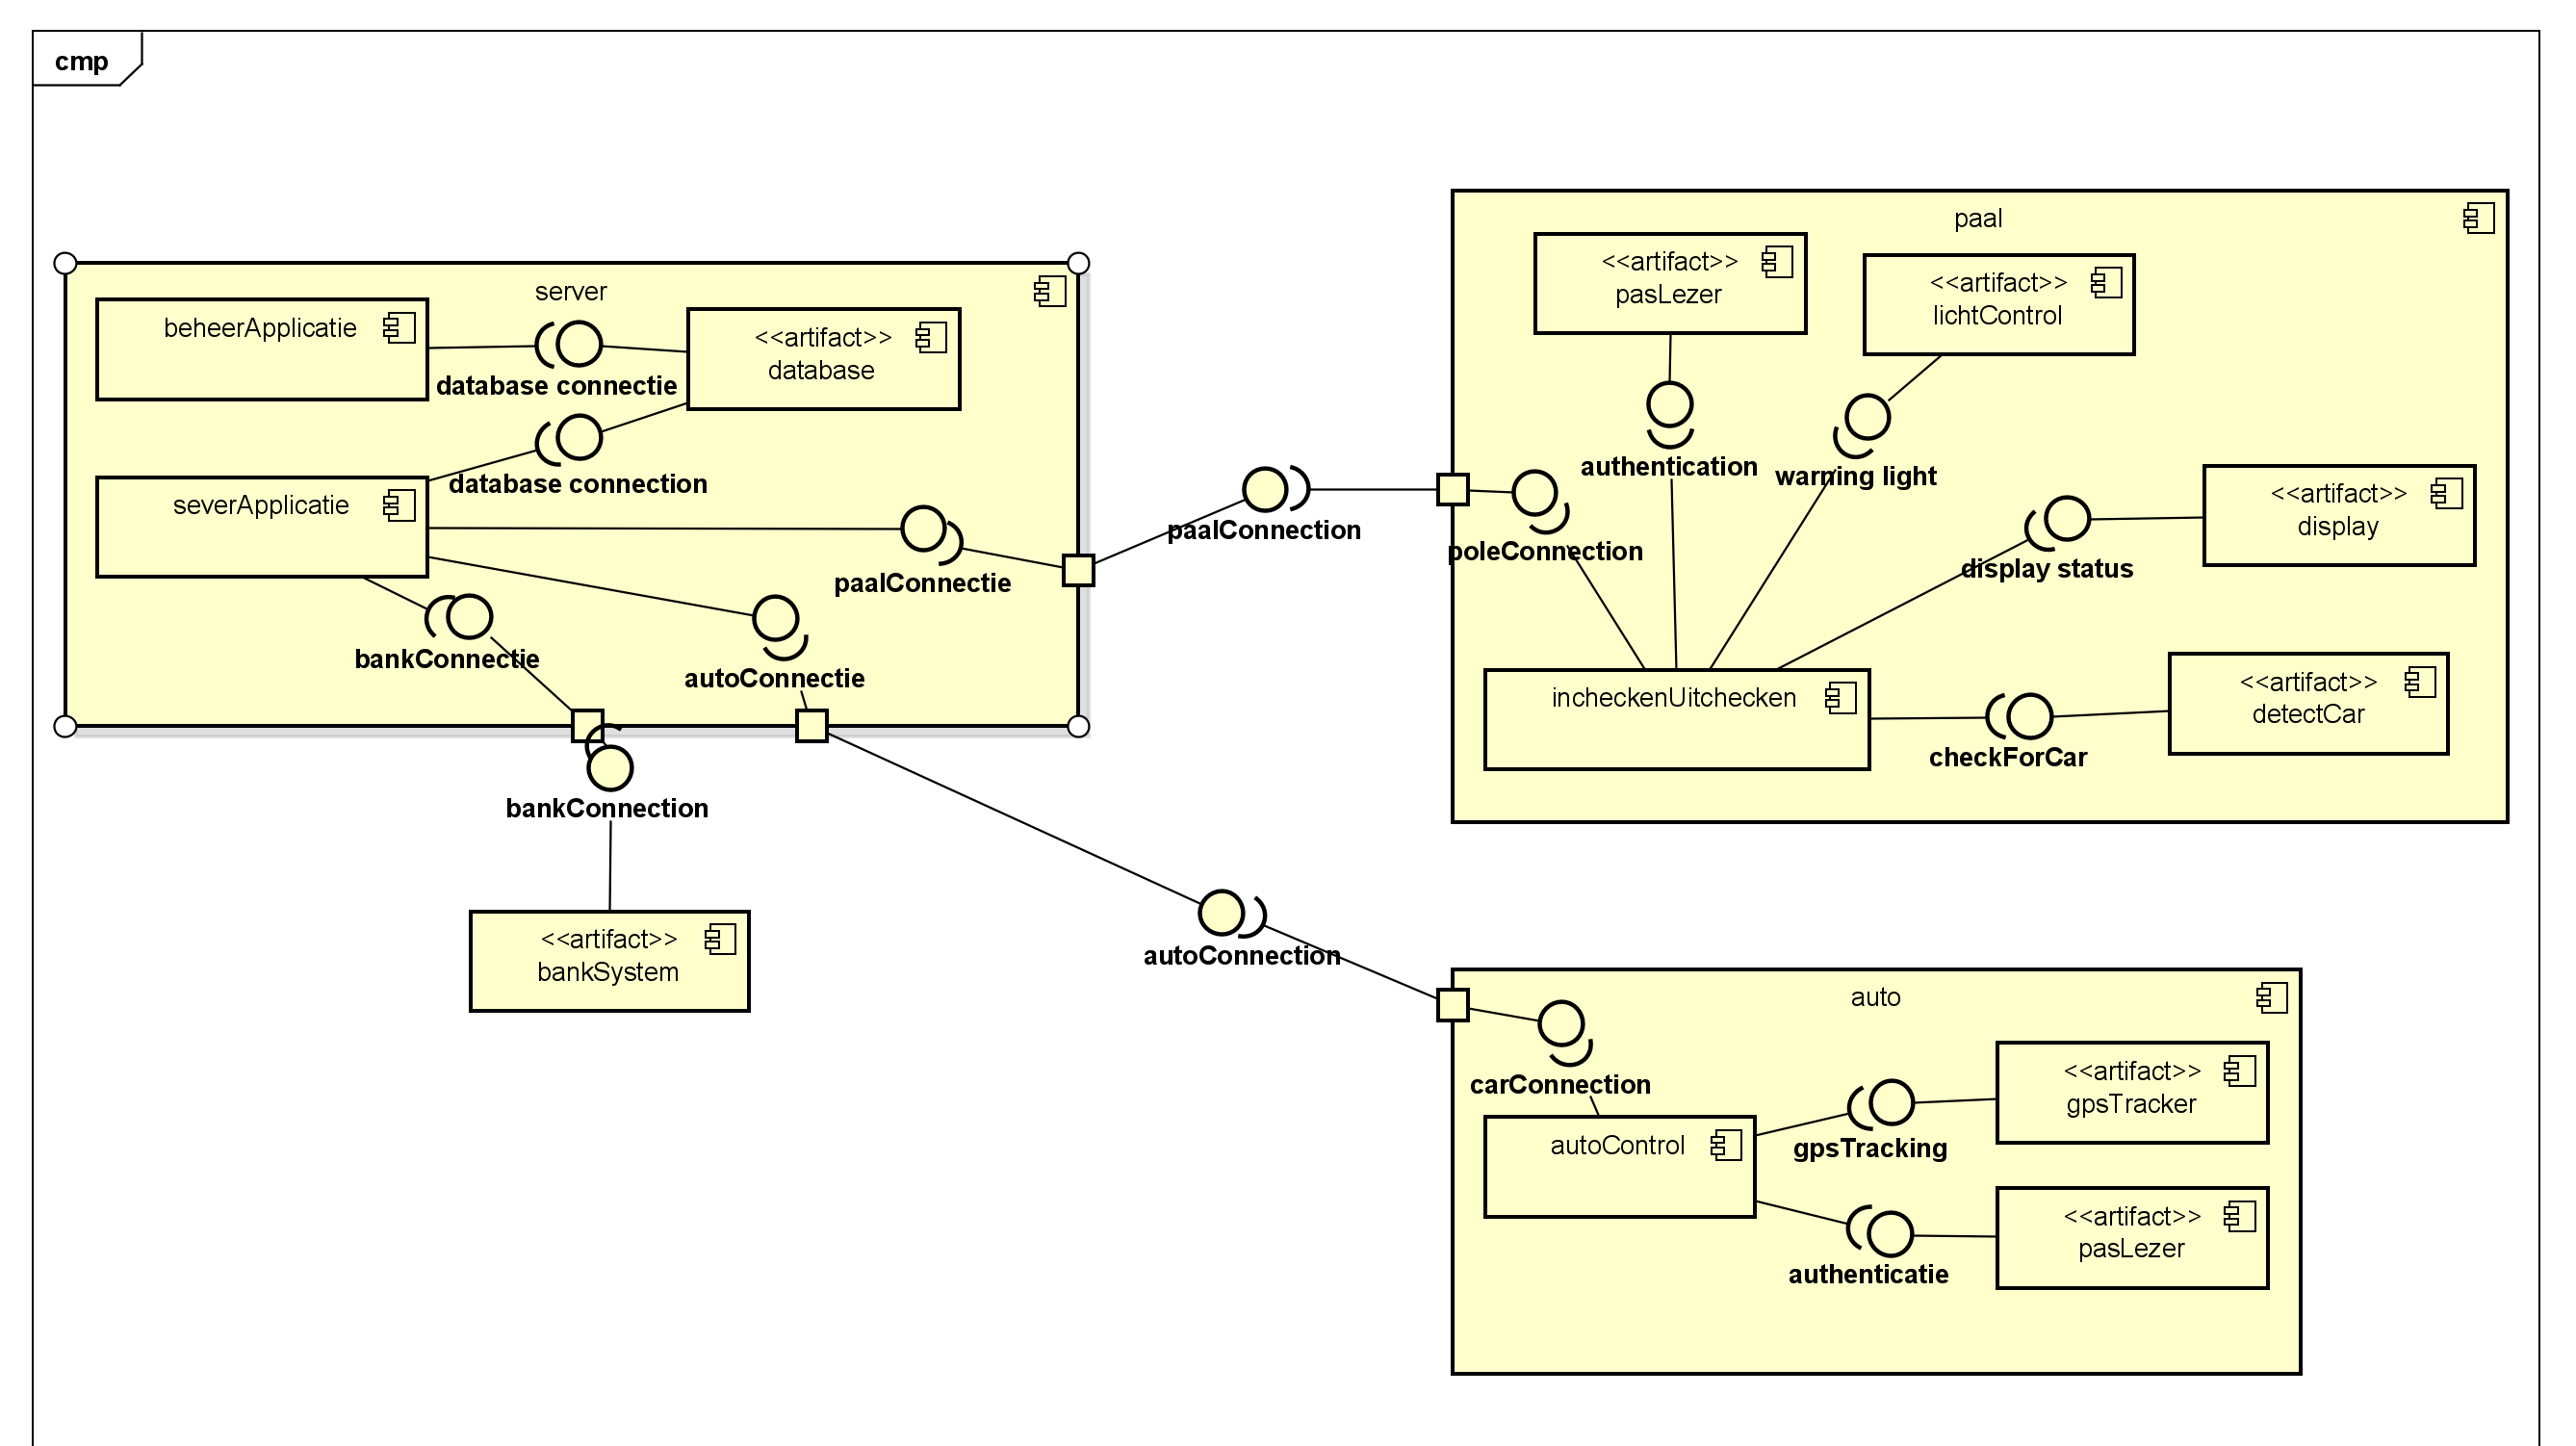 cmp
server
beheerApplicatie
database connectie
<<artifact>>
database
severApplicatie
database connection
paalConnectie
bankConnectie
autoConnectie
bankConnection
<<artifact>>
bankSystem
paalConnection
autoConnection
paal
<<artifact>>
pasLezer
<<artifact>>
lichtControl
authentication
warning light
poleConnection
<<artifact>>
display
display status
incheckenUitchecken
checkForCar
<<artifact>>
detectCar
auto
carConnection
autoControl
gpsTracking
<<artifact>>
gpsTracker
authenticatie
<<artifact>>
pasLezer